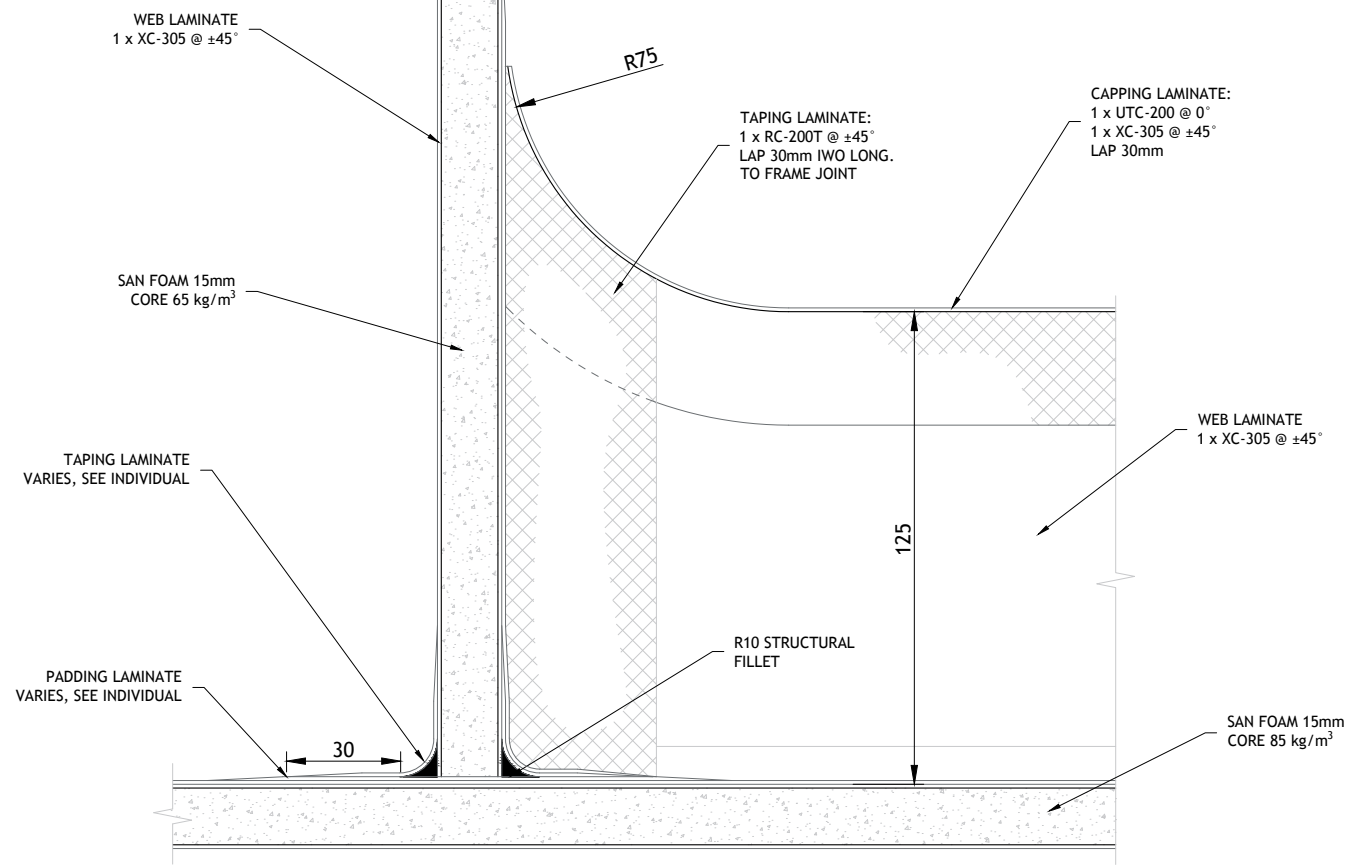 WEB LAMINATE
1 x XC-305 @ ±45°
R75
TAPING LAMINATE:
1 x RC-200T @ ±45°
LAP 30mm IWO LONG.
TO FRAME JOINT
CAPPING LAMINATE:
1 x UTC-200 @ 0°
1 x XC-305 @ ±45°
LAP 30mm
SAN FOAM 15mm
CORE 65 kg/m³
WEB LAMINATE
1 x XC-305 @ ±45°
TAPING LAMINATE
VARIES, SEE INDIVIDUAL
125
R10 STRUCTURAL
FILLET
PADDING LAMINATE
VARIES, SEE INDIVIDUAL
30
SAN FOAM 15mm
CORE 85 kg/m³